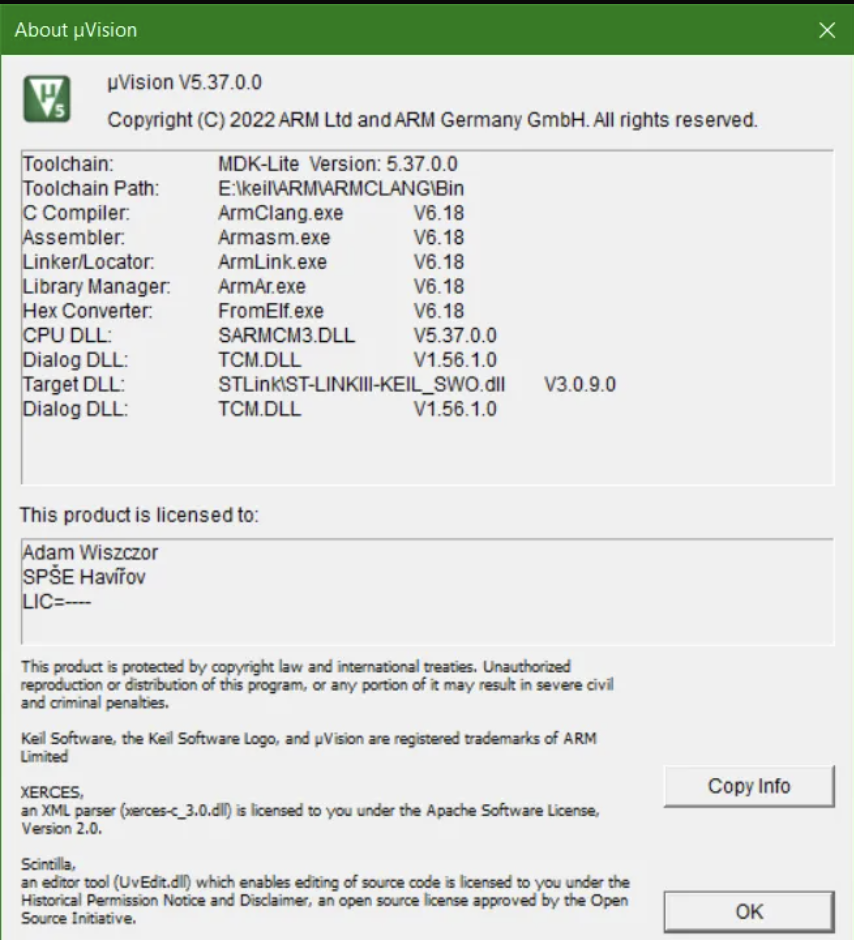 About µVision
µVision V5.37.0.0
Copyright (C) 2022 ARM Ltd and ARM Germany GmbH. All rights reserved.
Toolchain: MDK-Lite Version: 5.37.0.0
Toolchain Path: E:\keil\ARM\ARMCLANG\Bin
C Compiler: ArmClang.exe V6.18
Assembler: Armasm.exe V6.18
Linker/Locator: ArmLink.exe V6.18
Library Manager: ArmAr.exe V6.18
Hex Converter: FromElf.exe V6.18
CPU DLL: SARMCM3.DLL V5.37.0.0
Dialog DLL: TCM.DLL V1.56.1.0
Target DLL: STLink\ST-LINKIII-KEIL_SWO.dll V3.0.9.0
Dialog DLL: TCM.DLL V1.56.1.0
This product is licensed to:
Adam Wiszczor
SPŠE Havířov
LIC=----
This product is protected by copyright law and international treaties. Unauthorized
reproduction or distribution of this program, or any portion of it may result in severe civil
and criminal penalties.
Keil Software, the Keil Software Logo, and µVision are registered trademarks of ARM
Limited
XERCES,
an XML parser (xerces-c_3.0.dll) is licensed to you under the Apache Software License,
Version 2.0.
Scintilla,
an editor tool (UvEdit.dll) which enables editing of source code is licensed to you under the
Historical Permission Notice and Disclaimer, an open source license approved by the Open
Source Initiative.
Copy Info
OK